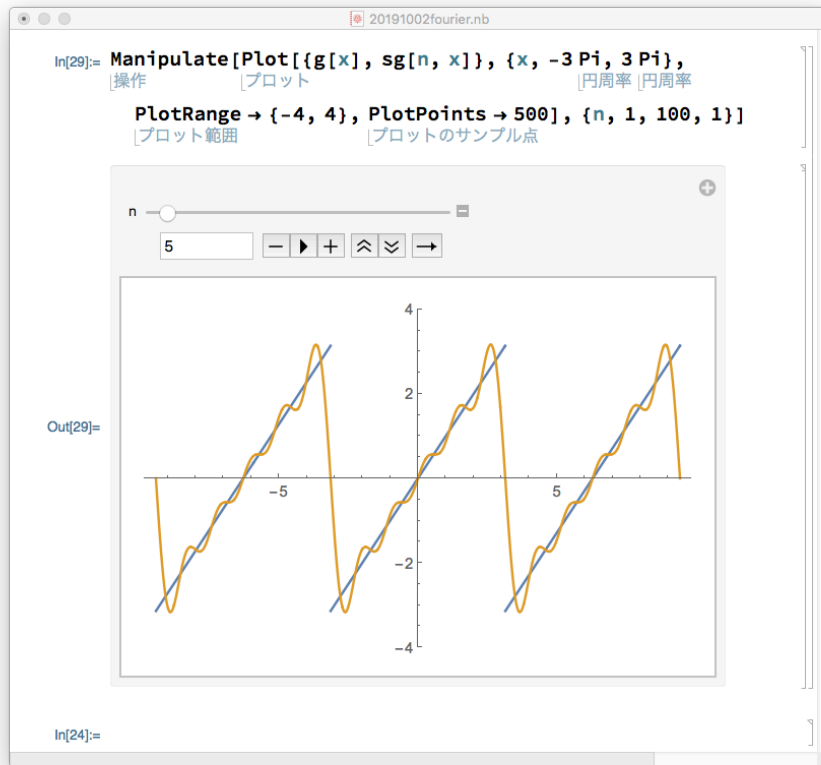 20191002fourier.nb
In[29]:= Manipulate[Plot[{g[x], sg[n, x]}, {x, -3 Pi, 3 Pi},
操作 プロット 円周率 円周率
PlotRange → {-4, 4}, PlotPoints → 500], {n, 1, 100, 1}]
プロット範囲 プロットのサンプル点
n
5
4
2
Out[29]=
-5 5
-2
-4
In[24]:=